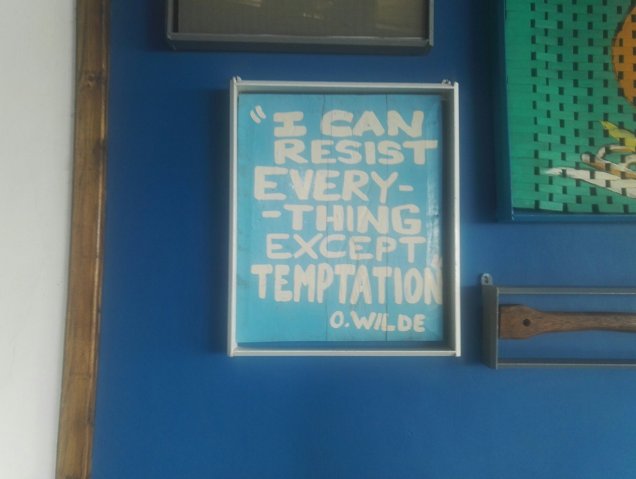 "I CAN
RESIST
EVERY-
-THING
EXCEPT
TEMPTATION"
O. WILDE